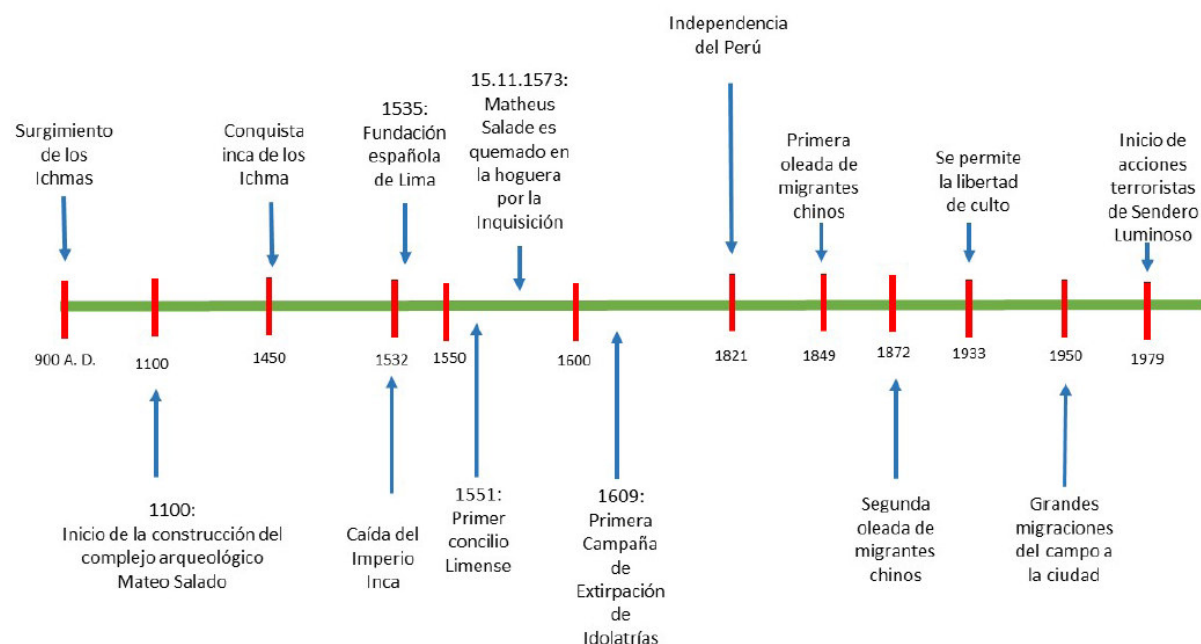 Surgimiento
de los
Ichmas
Conquista
inca de los
Ichma
1535:
Fundación
española
de Lima
15.11.1573:
Matheus
Salade es
quemado en
la hoguera
por la
Inquisición
Independencia
del Perú
Primera
oleada de
migrantes
chinos
Se permite
la libertad
de culto
Inicio de
acciones
terroristas
de Sendero
Luminoso
900 A. D.
1100
1450
1532
1550
1600
1821
1849
1872
1933
1950
1979
1100:
Inicio de la construcción del
complejo arqueológico
Mateo Salado
Caída del
Imperio
Inca
1551:
Primer
concilio
Limense
1609:
Primera
Campaña
de
Extirpación
de
Idolatrías
Segunda
oleada de
migrantes
chinos
Grandes
migraciones
del campo a
la ciudad